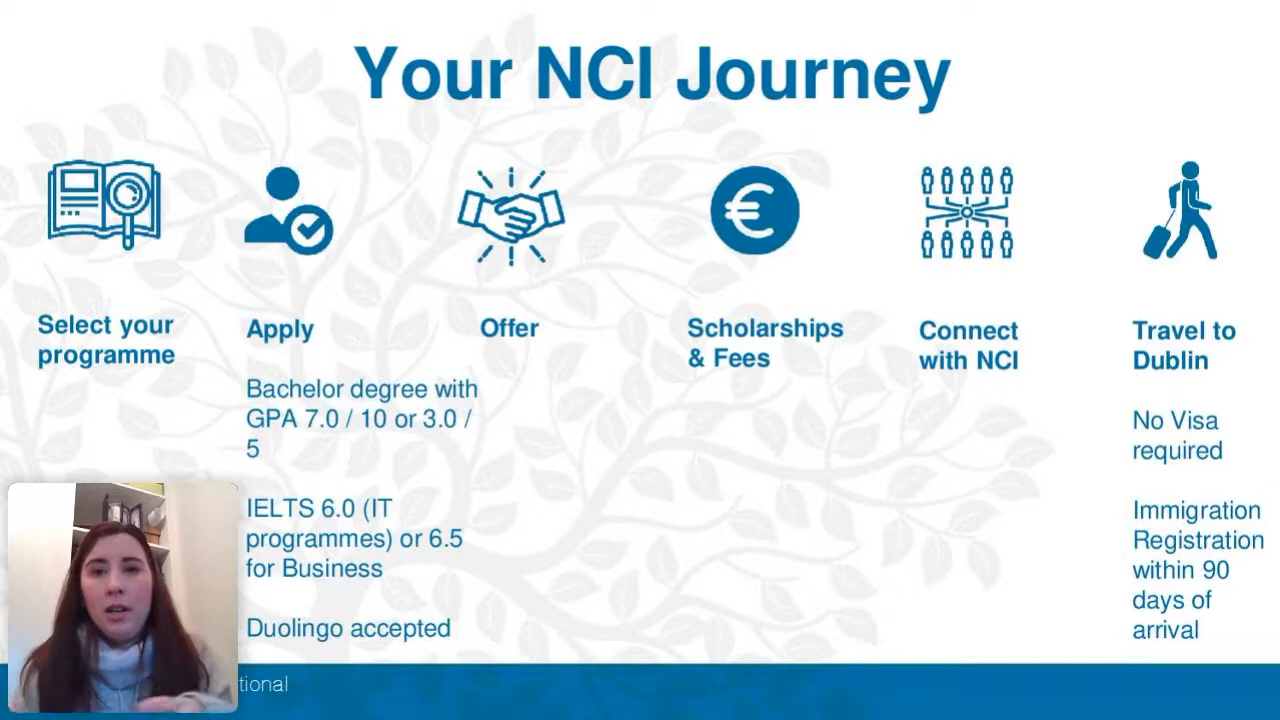 Your NCI Journey
Select your
programme
Apply
Bachelor degree with
GPA 7.0 / 10 or 3.0 /
5
IELTS 6.0 (IT
programmes) or 6.5
for Business
Duolingo accepted
Offer
Scholarships
& Fees
Connect
with NCI
Travel to
Dublin
No Visa
required
Immigration
Registration
within 90
days of
arrival
tional